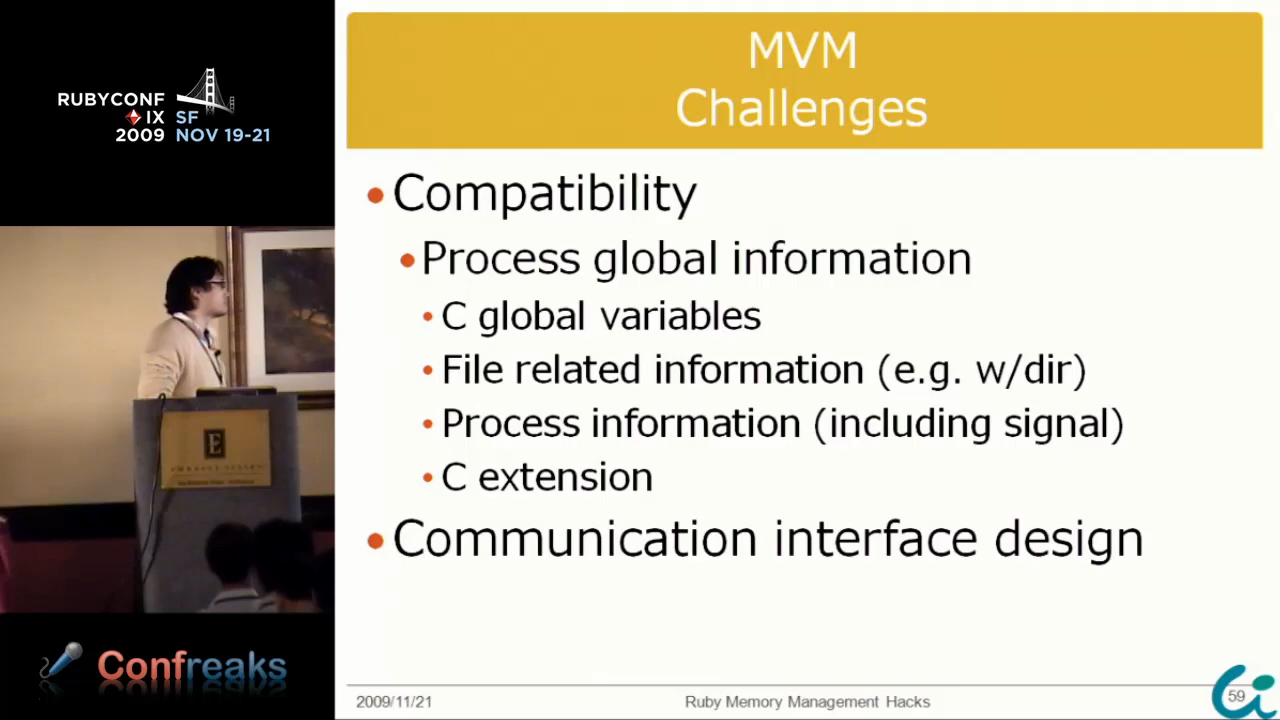 RUBYCONF
IX SF
2009 NOV 19-21
MVM
Challenges
Compatibility
Process global information
C global variables
File related information (e.g. w/dir)
Process information (including signal)
C extension
Communication interface design
E
Confreaks
2009/11/21
Ruby Memory Management Hacks
59